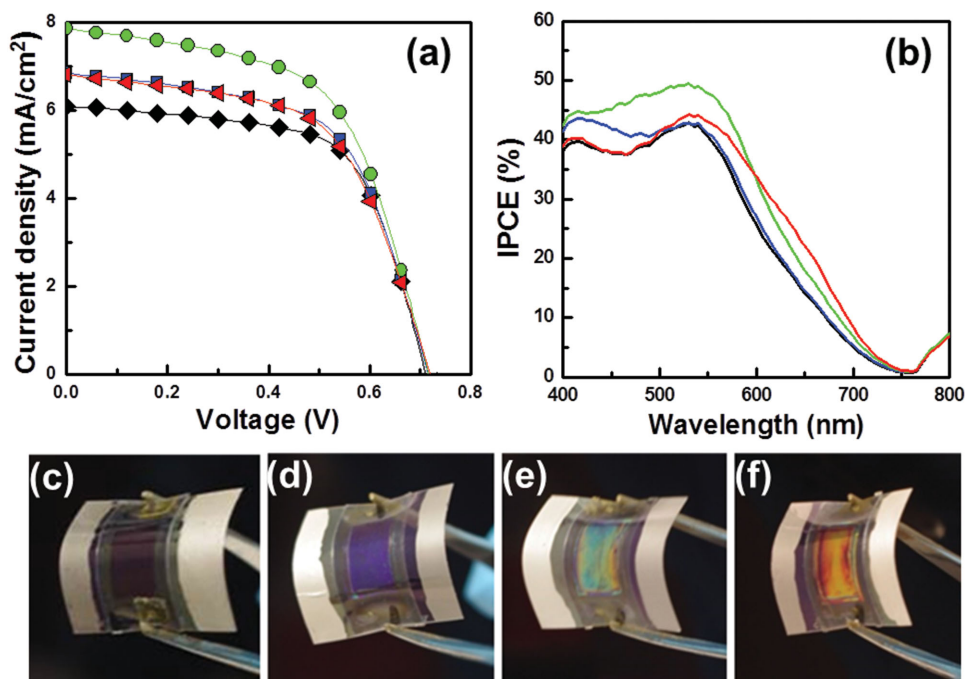 (a)
Current density (mA/cm²)
8
6
4
2
0
0.0 0.2 0.4 0.6 0.8
Voltage (V)
(b)
IPCE (%)
60
50
40
30
20
10
0
400 500 600 700 800
Wavelength (nm)
(c)
(d)
(e)
(f)